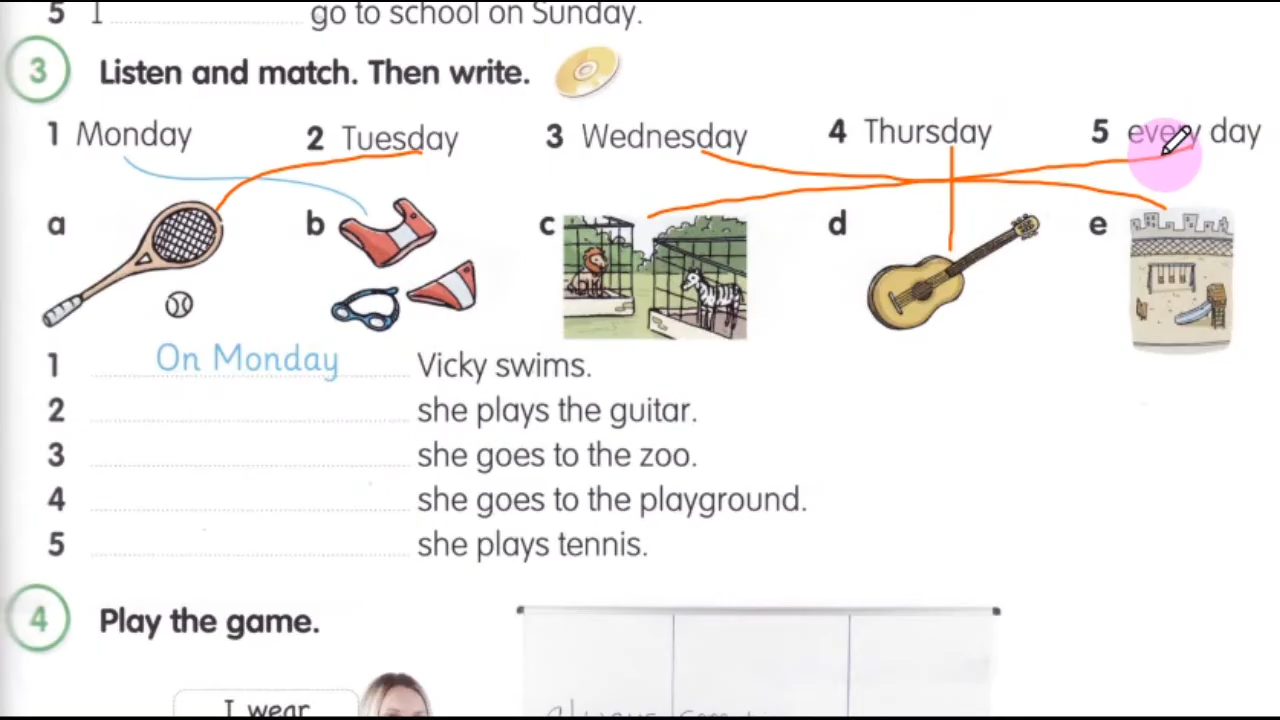 5 I go to school on Sunday.
3 Listen and match. Then write.
1 Monday 2 Tuesday 3 Wednesday 4 Thursday 5 every day
a b c d e
1 On Monday Vicky swims.
2 she plays the guitar.
3 she goes to the zoo.
4 she goes to the playground.
5 she plays tennis.
4 Play the game.
I wear